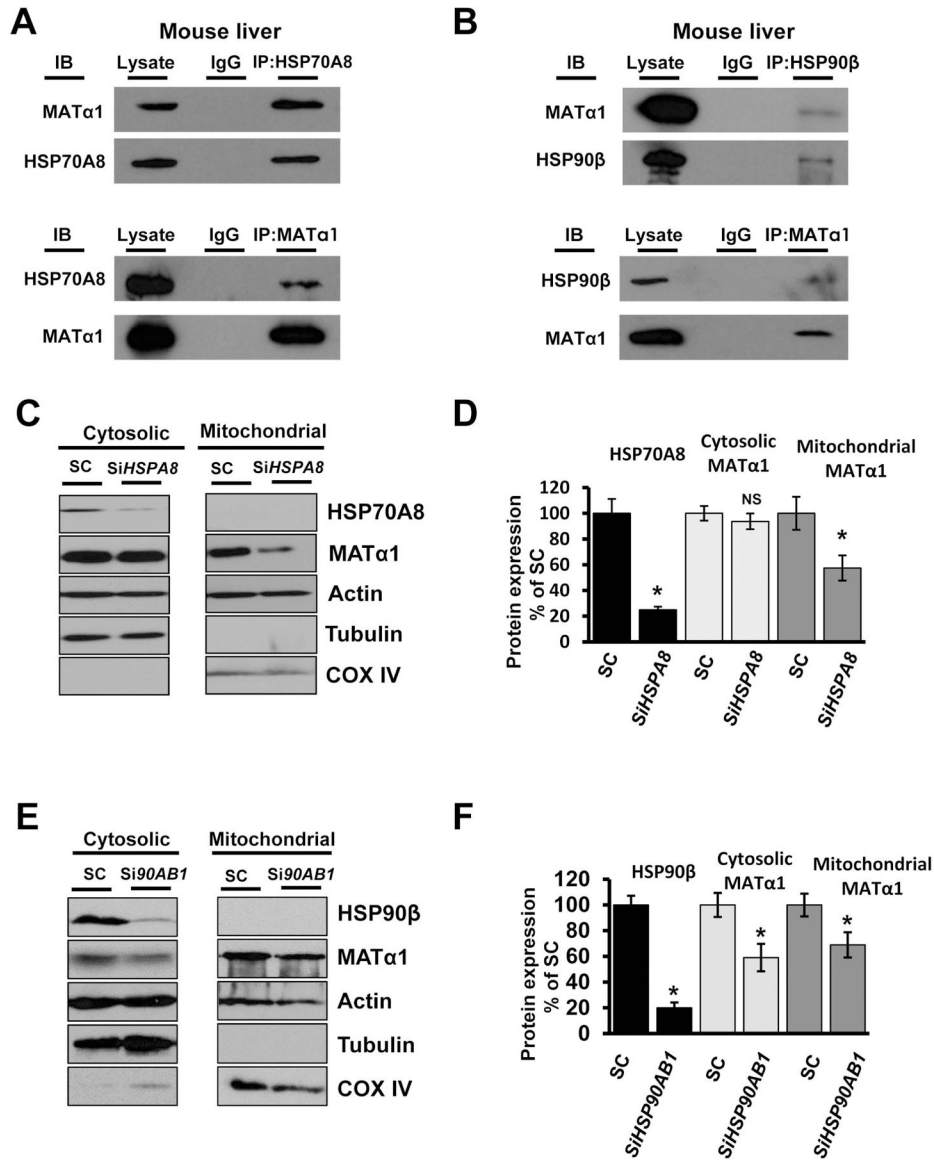 A
Mouse liver
IB Lysate IgG IP:HSP70A8
MATα1
HSP70A8
IB Lysate IgG IP:MATα1
HSP70A8
MATα1
B
Mouse liver
IB Lysate IgG IP:HSP90β
MATα1
HSP90β
IB Lysate IgG IP:MATα1
HSP90β
MATα1
C
Cytosolic Mitochondrial
SC SiHSPA8 SC SiHSPA8
HSP70A8
MATα1
Actin
Tubulin
COX IV
D
HSP70A8
Cytosolic
MATα1
Mitochondrial
MATα1
Protein expression
% of SC
120
100
80
60
40
20
0
*
NS
*
SC SiHSPA8 SC SiHSPA8 SC SiHSPA8
E
Cytosolic Mitochondrial
SC Si90AB1 SC Si90AB1
HSP90β
MATα1
Actin
Tubulin
COX IV
F
HSP90β
Cytosolic
MATα1
Mitochondrial
MATα1
Protein expression
% of SC
120
100
80
60
40
20
0
*
*
*
SC SiHSP90AB1 SC SiHSP90AB1 SC SiHSP90AB1